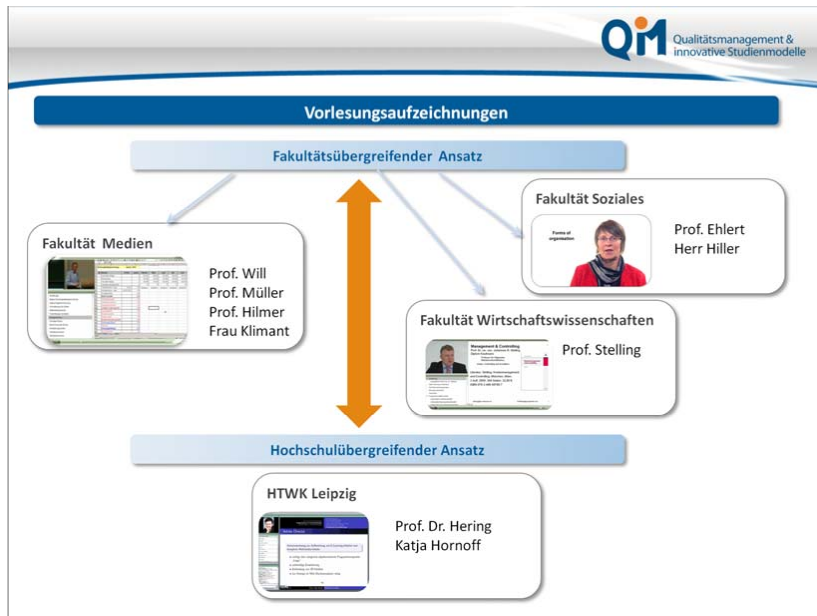 QM Qualitätsmanagement &
innovative Studienmodelle
Vorlesungsaufzeichnungen
Fakultätsübergreifender Ansatz
Fakultät Soziales
Forms of
organisation
Prof. Ehlert
Herr Hiller
Fakultät Medien
Prof. Will
Prof. Müller
Prof. Hilmer
Frau Klimant
Fakultät Wirtschaftswissenschaften
Management & Controlling
Prof. Stelling
Hochschulübergreifender Ansatz
HTWK Leipzig
Prof. Dr. Hering
Katja Hornoff